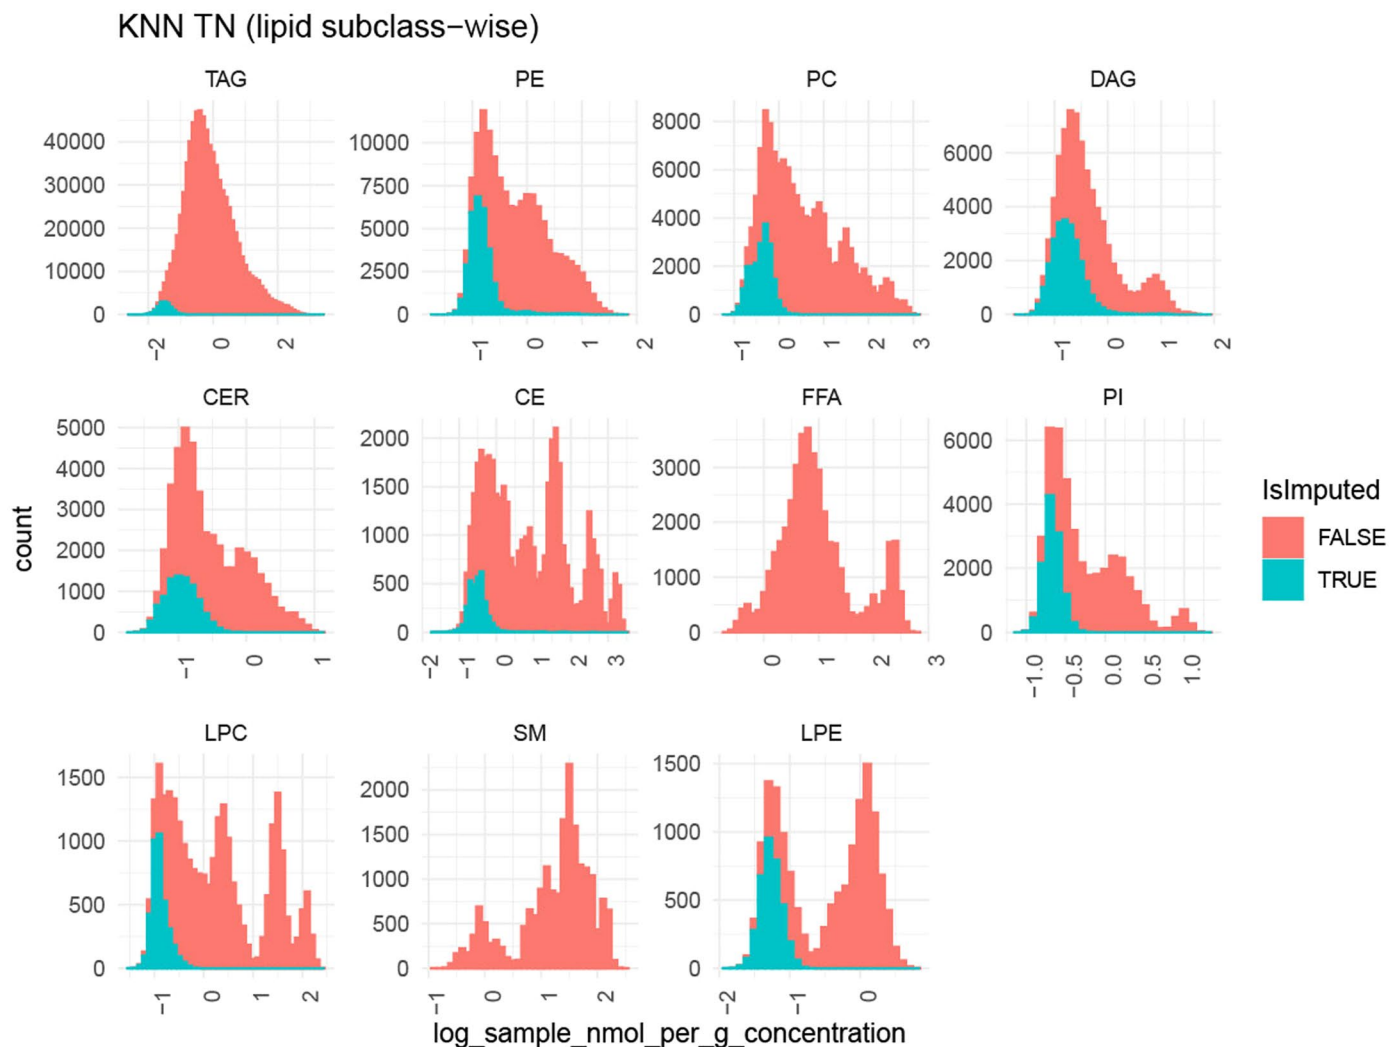 KNN TN (lipid subclass−wise)
TAG PE PC DAG
40000 30000 20000 10000 0
10000 7500 5000 2500 0
8000 6000 4000 2000 0
6000 4000 2000 0
−2 0 2
−1 0 1 2
−1 0 1 2 3
−1 0 1 2
CER CE FFA PI
5000 4000 3000 2000 1000 0
2000 1500 1000 500 0
3000 2000 1000 0
6000 4000 2000 0
−1 0 1
−2 −1 0 1 2 3
0 1 2 3
−1.0 −0.5 0.0 0.5 1.0
count
IsImputed
FALSE
TRUE
LPC SM LPE
1500 1000 500 0
2000 1500 1000 500 0
1500 1000 500 0
−1 0 1 2
−1 0 1 2
−2 −1 0
log_sample_nmol_per_g_concentration